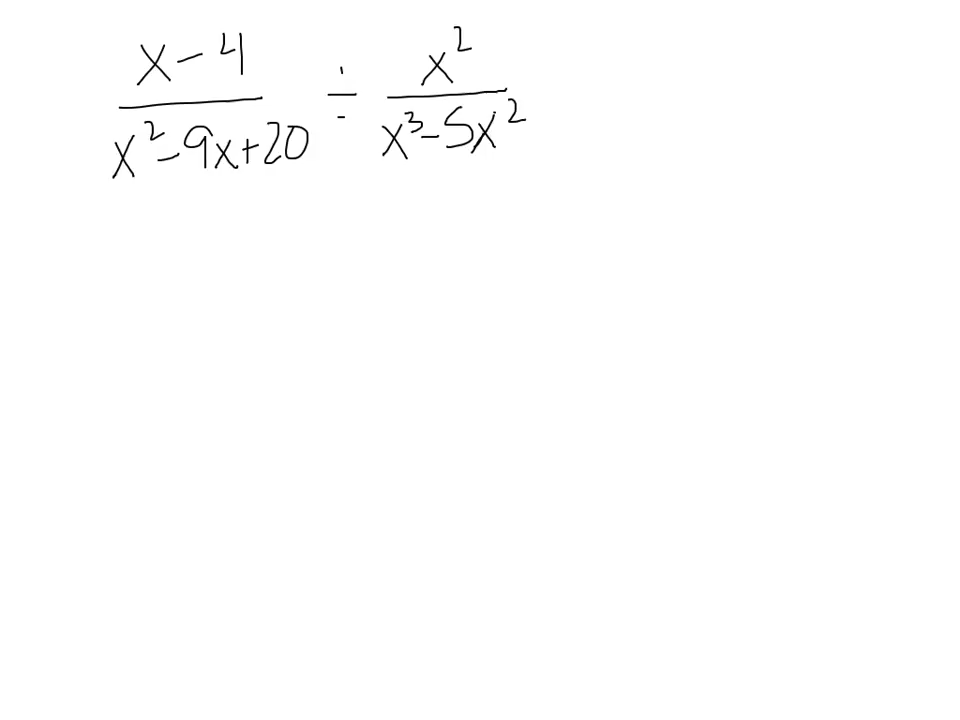 x-4 / x²-9x+20 ÷ x² / x³-5x²